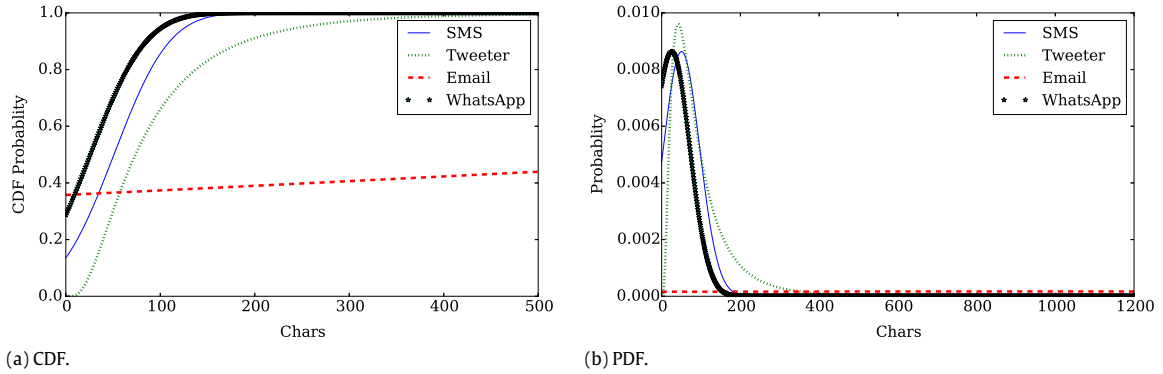 1.0
0.8
0.6
0.4
0.2
0.0
CDF Probablity
0
100
200
300
400
500
Chars
SMS
Tweeter
Email
WhatsApp
(a) CDF.
0.010
0.008
0.006
0.004
0.002
0.000
Probablity
0
200
400
600
800
1000
1200
Chars
SMS
Tweeter
Email
WhatsApp
(b) PDF.